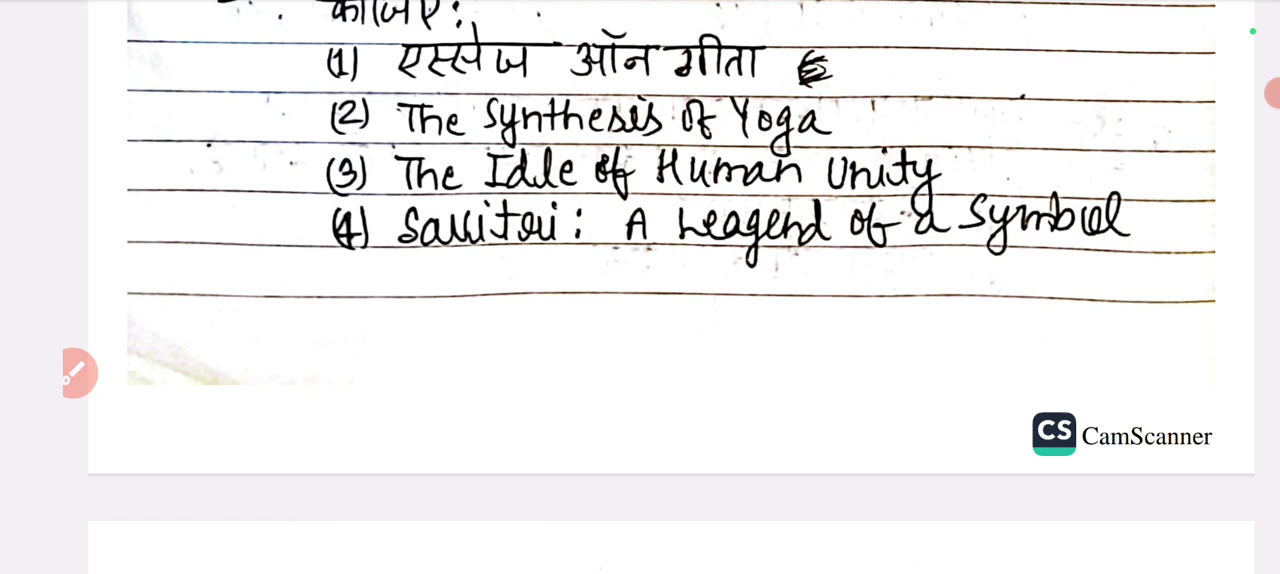 कीजिए:
(1) एस्सेज ऑन गीता
(2) The Synthesis of Yoga
(3) The Idle of Human Unity
(4) Savitri: A Leagend of a Symbol
CS CamScanner